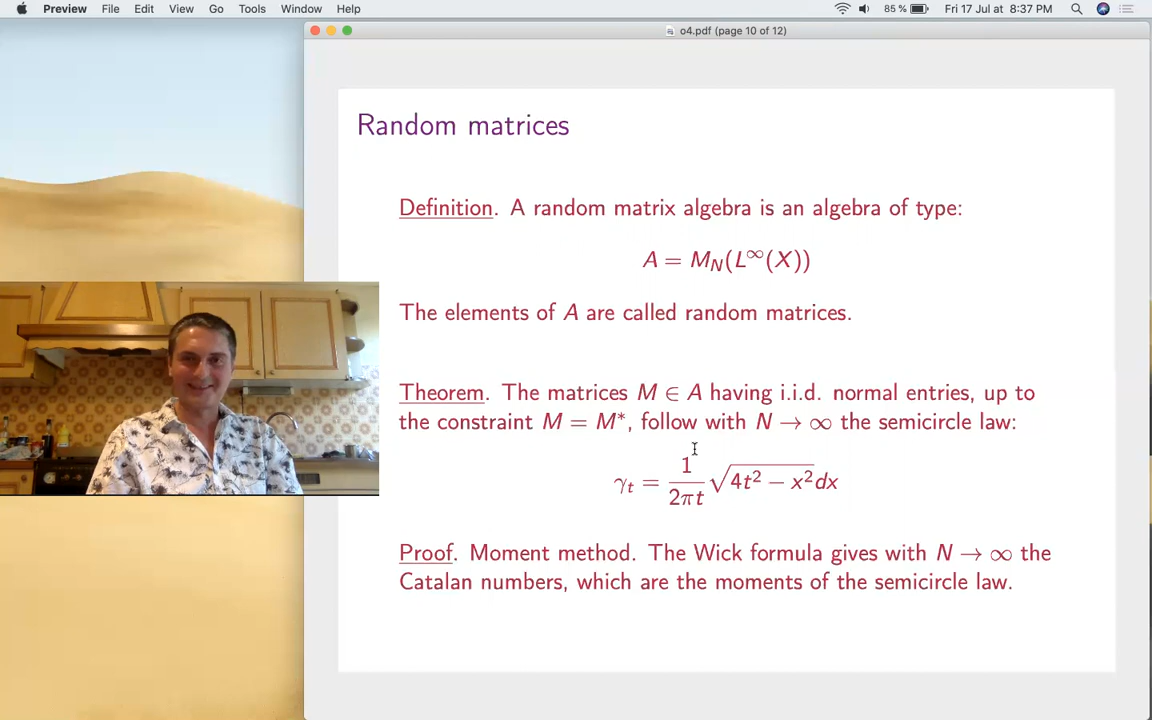 Preview File Edit View Go Tools Window Help 85 % Fri 17 Jul at 8:37 PM
o4.pdf (page 10 of 12)
Random matrices
Definition. A random matrix algebra is an algebra of type:
A = M_N(L^∞(X))
The elements of A are called random matrices.
Theorem. The matrices M ∈ A having i.i.d. normal entries, up to
the constraint M = M*, follow with N → ∞ the semicircle law:
γ_t = 1/(2πt) √(4t² − x²)dx
Proof. Moment method. The Wick formula gives with N → ∞ the
Catalan numbers, which are the moments of the semicircle law.